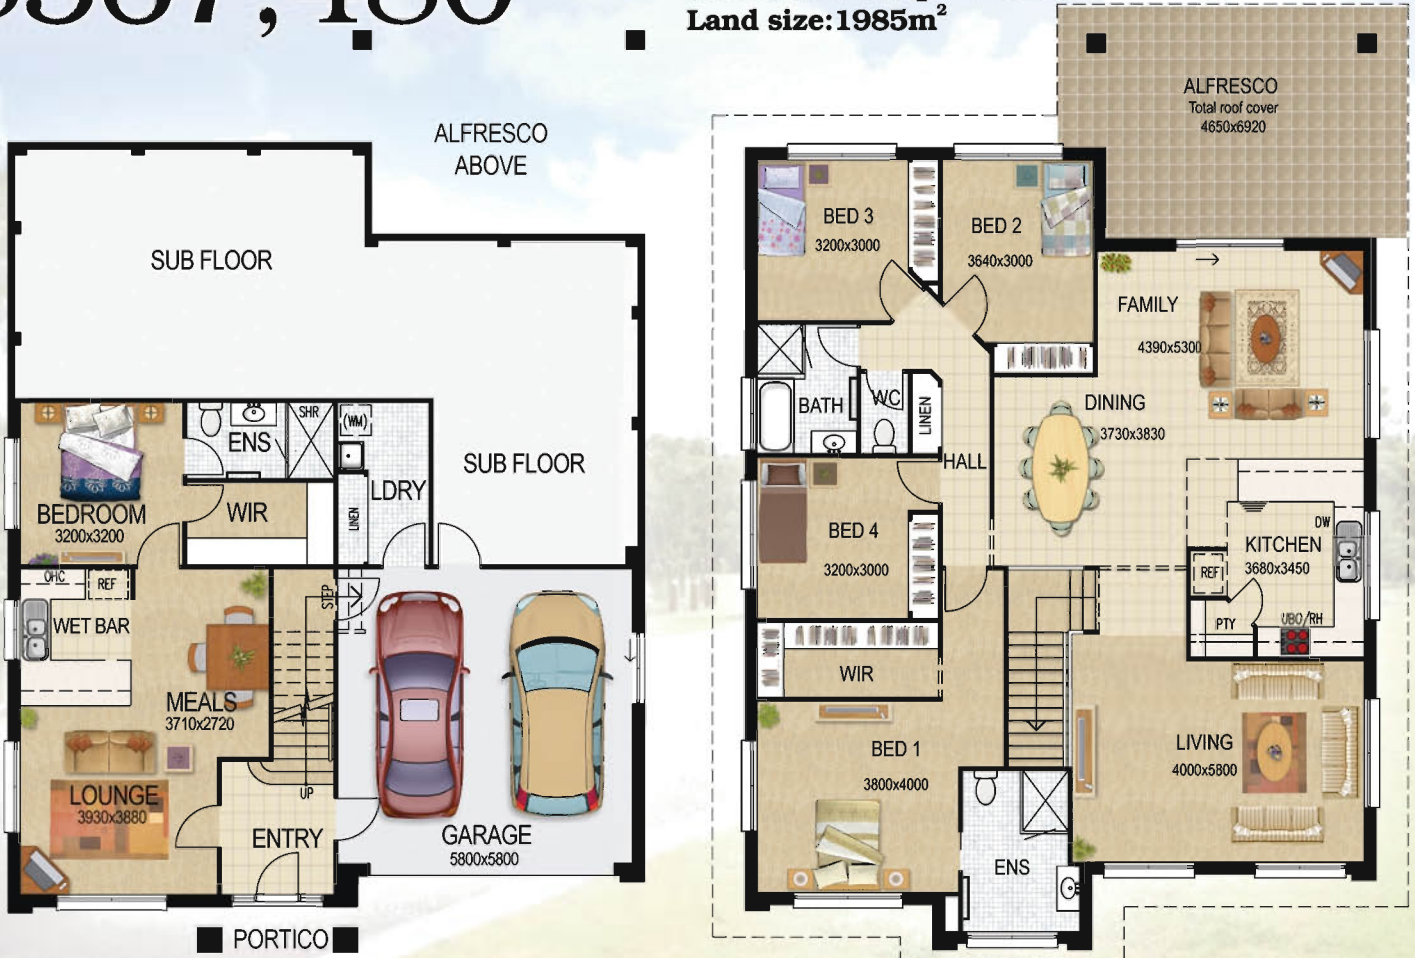 Land size:1985m²
ALFRESCO
ABOVE
SUB FLOOR
SUB FLOOR
BEDROOM
3200x3200
ENS
SHR
(WM)
WIR
LINEN
LDRY
OHC
REF
WET BAR
STEP
MEALS
3710x2720
LOUNGE
3930x3880
UP
ENTRY
GARAGE
5800x5800
PORTICO
ALFRESCO
Total roof cover
4650x6920
BED 3
3200x3000
BED 2
3640x3000
FAMILY
4390x5300
BATH
WC
LINEN
DINING
3730x3830
HALL
BED 4
3200x3000
KITCHEN
3680x3450
DW
REF
PTY
UBO/RH
WIR
BED 1
3800x4000
LIVING
4000x5800
ENS